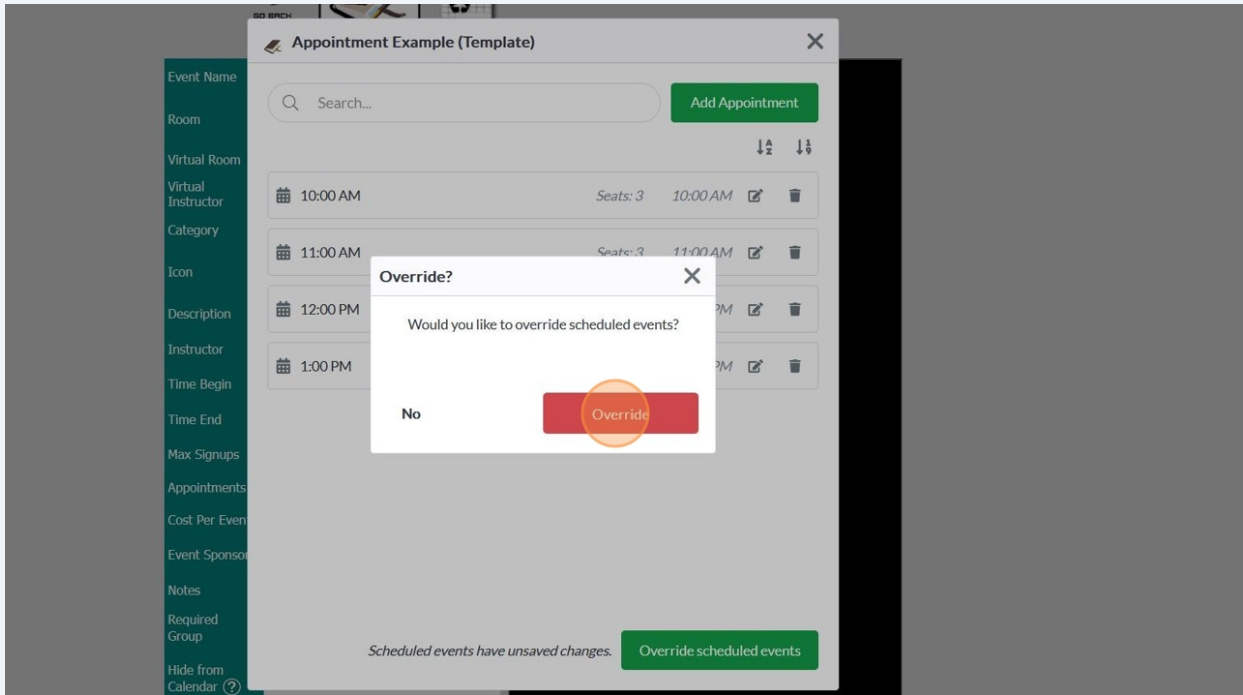 GO EACH
Appointment Example (Template)
Search...
Add Appointment
Event Name
Room
Virtual Room
Virtual
Instructor
Category
Icon
Description
Instructor
Time Begin
Time End
Max Signups
Appointments
Cost Per Even
Event Sponsor
Notes
Required
Group
Hide from
Calendar ?
10:00 AM Seats: 3 10:00 AM
11:00 AM Seats: 3 11:00 AM
12:00 PM PM
1:00 PM PM
Override?
Would you like to override scheduled events?
No
Override
Scheduled events have unsaved changes.
Override scheduled events